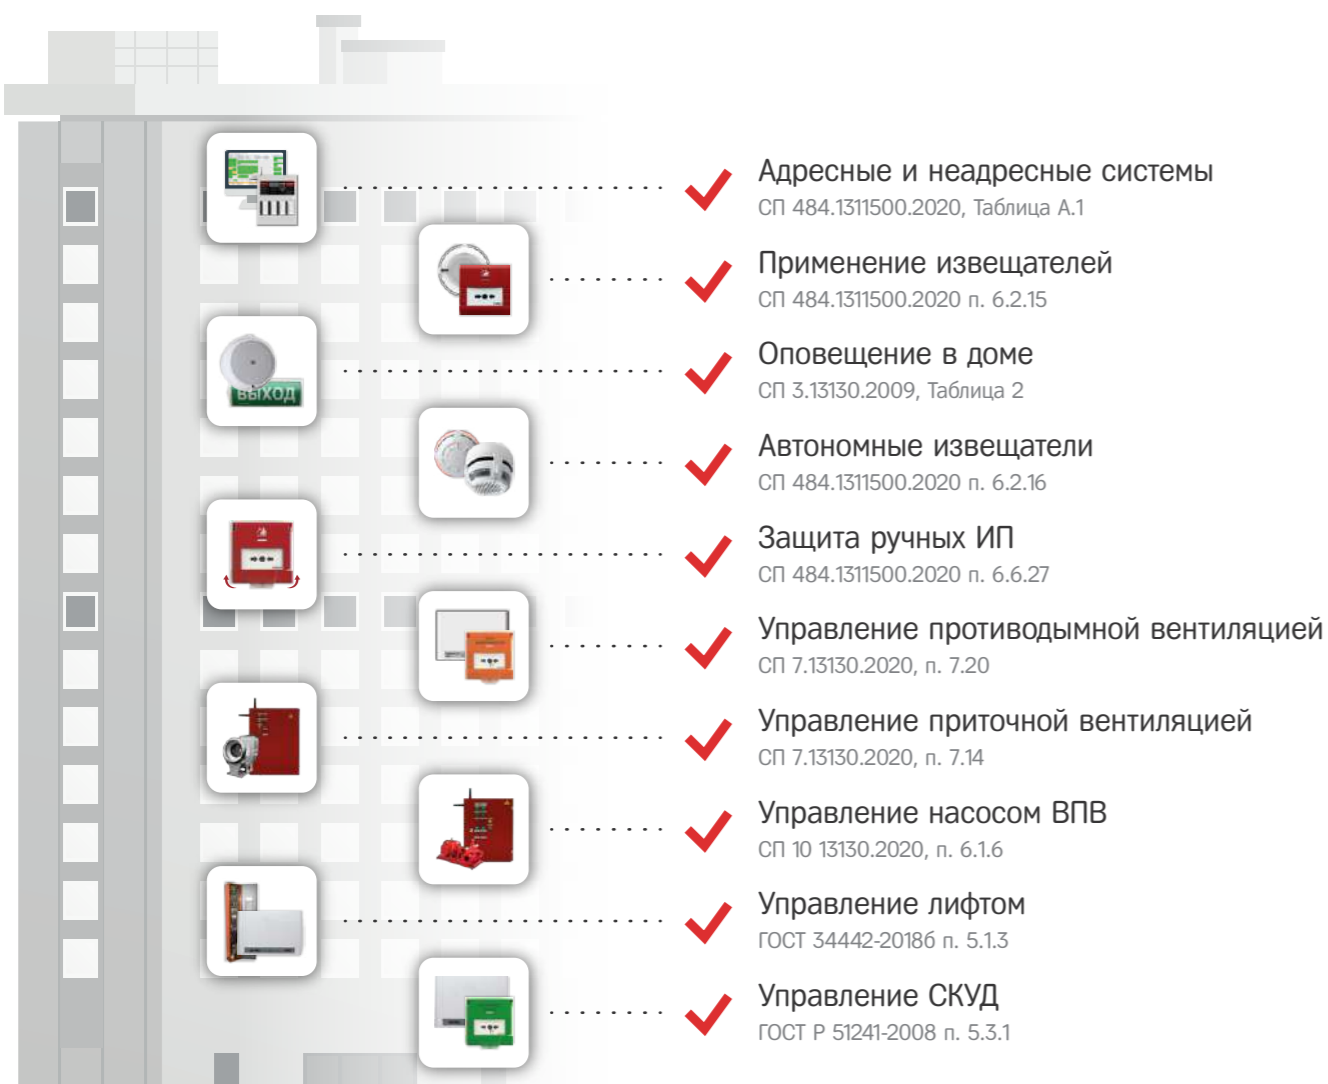 Адресные и неадресные системы
СП 484.1311500.2020, Таблица А.1
Применение извещателей
СП 484.1311500.2020 п. 6.2.15
Оповещение в доме
СП 3.13130.2009, Таблица 2
ВЫХОД
Автономные извещатели
СП 484.1311500.2020 п. 6.2.16
Защита ручных ИП
СП 484.1311500.2020 п. 6.6.27
Управление противодымной вентиляцией
СП 7.13130.2020, п. 7.20
Управление приточной вентиляцией
СП 7.13130.2020, п. 7.14
Управление насосом ВПВ
СП 10 13130.2020, п. 6.1.6
Управление лифтом
ГОСТ 34442-2018б п. 5.1.3
Управление СКУД
ГОСТ Р 51241-2008 п. 5.3.1